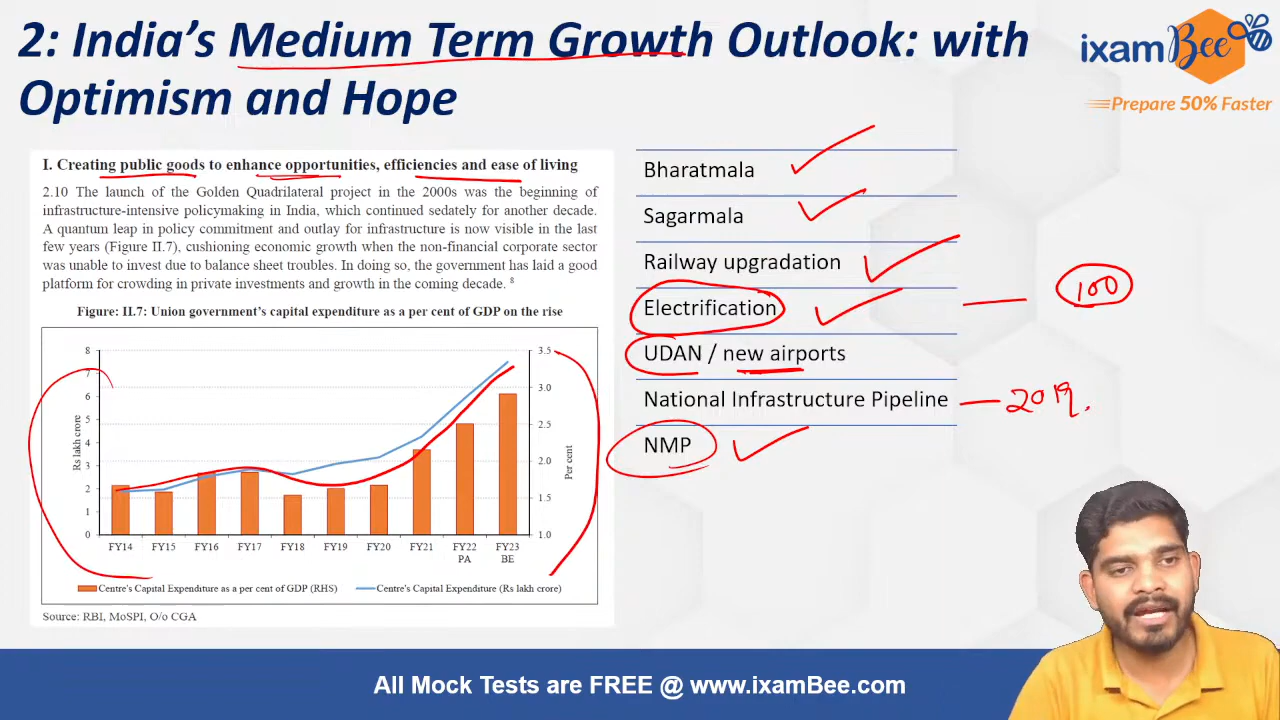 2: India's Medium Term Growth Outlook: with
Optimism and Hope
ixamBee
Prepare 50% Faster
I. Creating public goods to enhance opportunities, efficiencies and ease of living
2.10 The launch of the Golden Quadrilateral project in the 2000s was the beginning of
infrastructure-intensive policymaking in India, which continued sedately for another decade.
A quantum leap in policy commitment and outlay for infrastructure is now visible in the last
few years (Figure II.7), cushioning economic growth when the non-financial corporate sector
was unable to invest due to balance sheet troubles. In doing so, the government has laid a good
platform for crowding in private investments and growth in the coming decade. 8
Figure: II.7: Union government's capital expenditure as a per cent of GDP on the rise
8
7
6
5
4
3
2
1
0
Rs lakh crore
3.5
3.0
2.5
2.0
1.5
1.0
Per cent
FY14 FY15 FY16 FY17 FY18 FY19 FY20 FY21 FY22 FY23
PA BE
Centre's Capital Expenditure as a per cent of GDP (RHS) Centre's Capital Expenditure (Rs lakh crore)
Source: RBI, MoSPI, O/o CGA
Bharatmala
Sagarmala
Railway upgradation
Electrification
100
UDAN / new airports
National Infrastructure Pipeline
2019.
NMP
All Mock Tests are FREE @ www.ixamBee.com